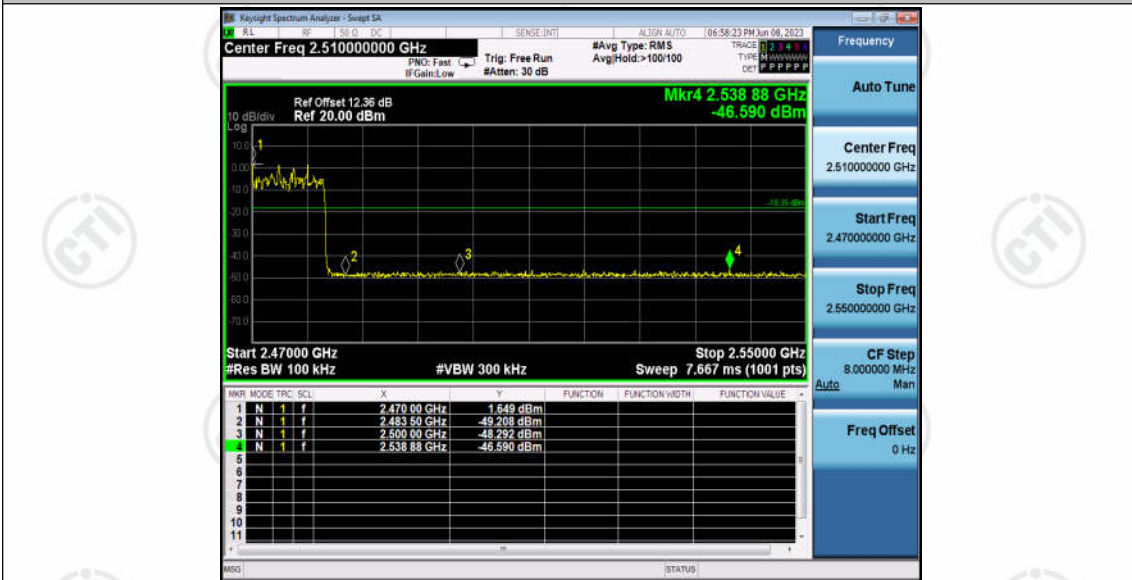 Keysight Spectrum Analyzer - Swept SA
RL RF 50 Ω DC SENSE:INT ALIGN AUTO 06:58:23 PM Jun 08, 2023
Center Freq 2.510000000 GHz
PNO: Fast
IFGain:Low
Trig: Free Run
#Atten: 30 dB
#Avg Type: RMS
Avg|Hold:>100/100
TRACE 1 2 3 4 5 6
TYPE M WWWWW
DET P P P P P P
Frequency
Auto Tune
Center Freq
2.510000000 GHz
Start Freq
2.470000000 GHz
Stop Freq
2.550000000 GHz
CF Step
8.000000 MHz
Auto Man
Freq Offset
0 Hz
Mkr4 2.538 88 GHz
-46.590 dBm
Ref Offset 12.36 dB
10 dB/div Ref 20.00 dBm
Log
10.0
0.00
-10.0
-20.0
-30.0
-40.0
-50.0
-60.0
-70.0
1
2
3
4
Start 2.47000 GHz Stop 2.55000 GHz
#Res BW 100 kHz #VBW 300 kHz Sweep 7.667 ms (1001 pts)
MKR MODE TRC SCL X Y FUNCTION FUNCTION WIDTH FUNCTION VALUE
1 N 1 f 2.470 00 GHz 1.649 dBm
2 N 1 f 2.483 50 GHz -49.208 dBm
3 N 1 f 2.500 00 GHz -48.292 dBm
4 N 1 f 2.538 88 GHz -46.590 dBm
5
6
7
8
9
10
11
MSG STATUS
CTI
CTI